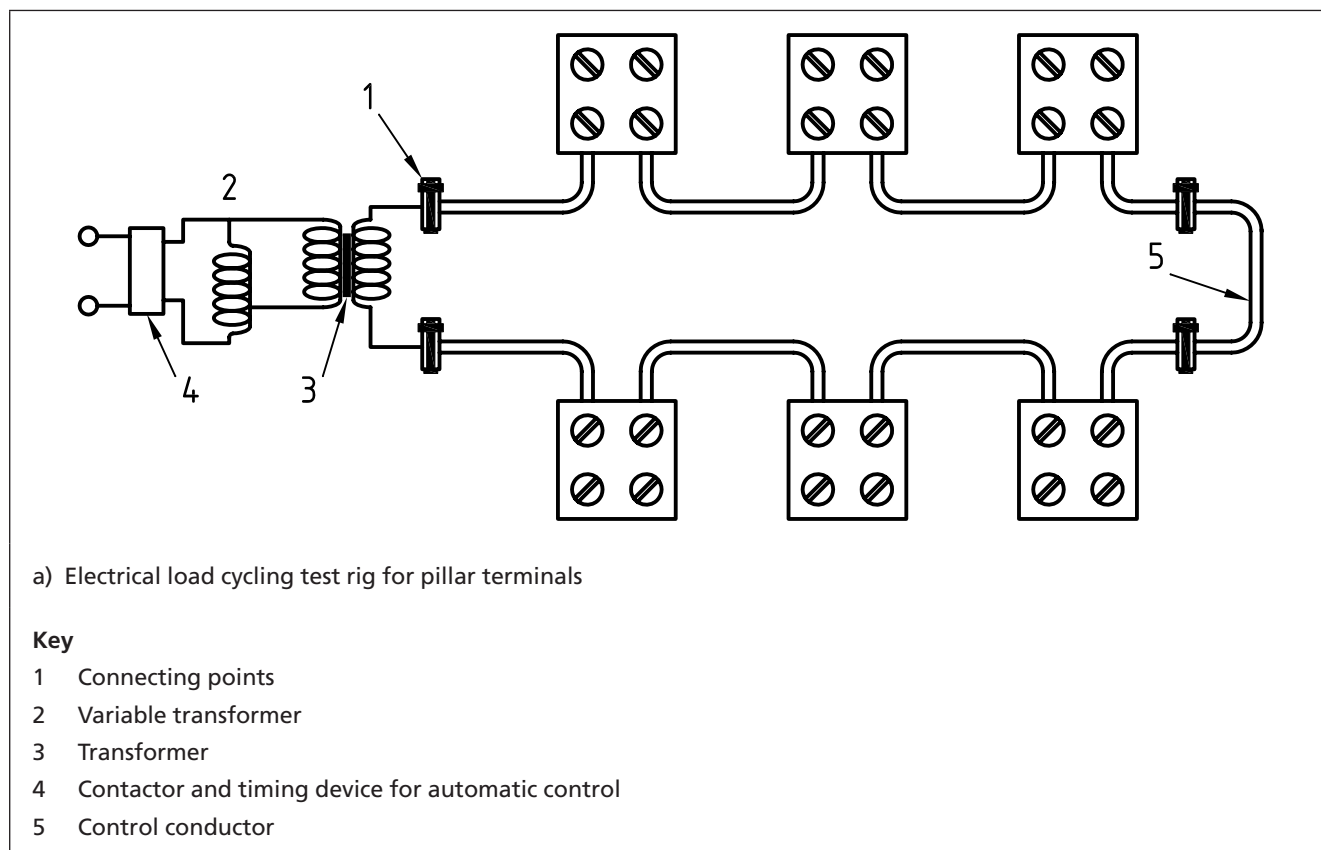 1
2
5
4
3
a) Electrical load cycling test rig for pillar terminals
Key
1 Connecting points
2 Variable transformer
3 Transformer
4 Contactor and timing device for automatic control
5 Control conductor